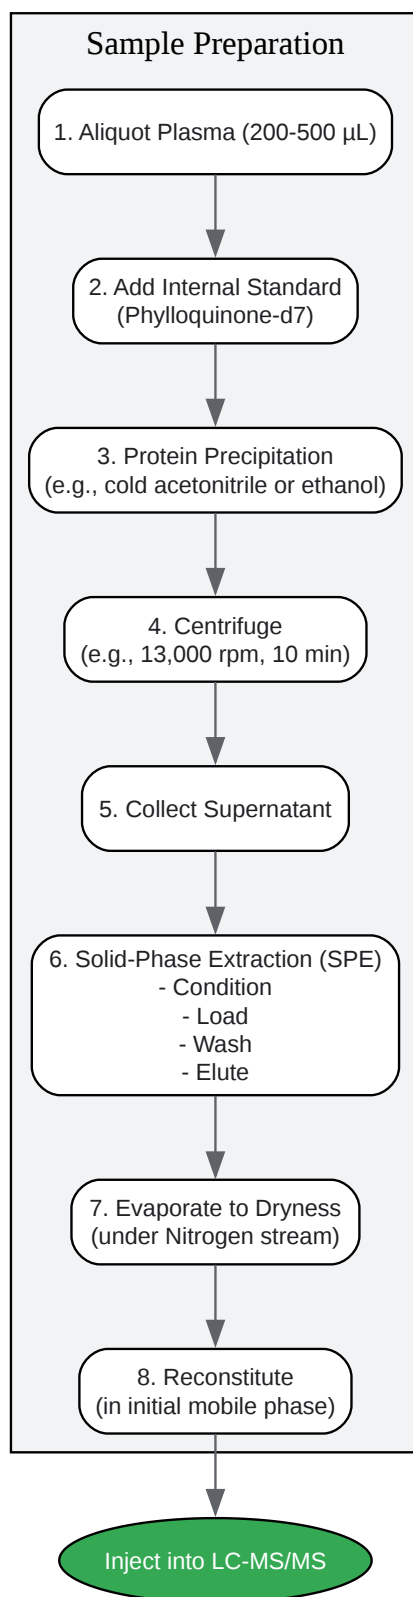 Sample Preparation
1. Aliquot Plasma (200-500 µL)
2. Add Internal Standard
(Phylloquinone-d7)
3. Protein Precipitation
(e.g., cold acetonitrile or ethanol)
4. Centrifuge
(e.g., 13,000 rpm, 10 min)
5. Collect Supernatant
6. Solid-Phase Extraction (SPE)
- Condition
- Load
- Wash
- Elute
7. Evaporate to Dryness
(under Nitrogen stream)
8. Reconstitute
(in initial mobile phase)
Inject into LC-MS/MS